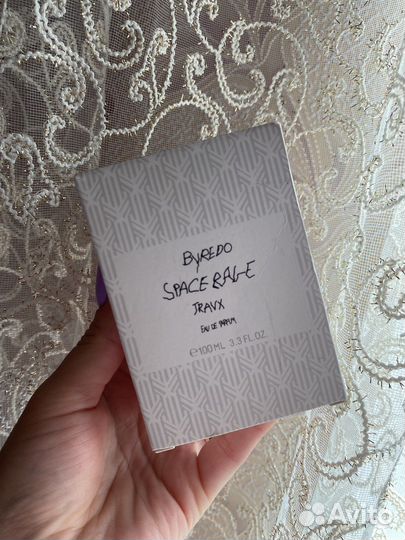 BYREDO
SPACE RAGE
TRAVX
EAU DE PARFUM
℮100 ML 3.3 FL.OZ
Avito